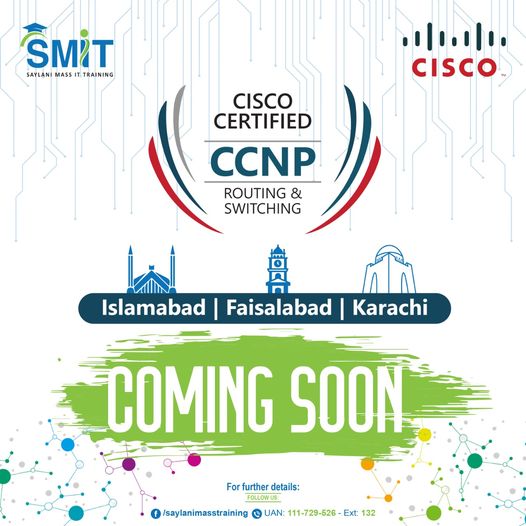 SMIT
SAYLANI MASS IT TRAINING
CISCO
CISCO
CERTIFIED
CCNP
ROUTING &
SWITCHING
Islamabad | Faisalabad | Karachi
COMING SOON
For further details:
FOLLOW US
/saylanimasstraining UAN: 111-729-526 - Ext: 132